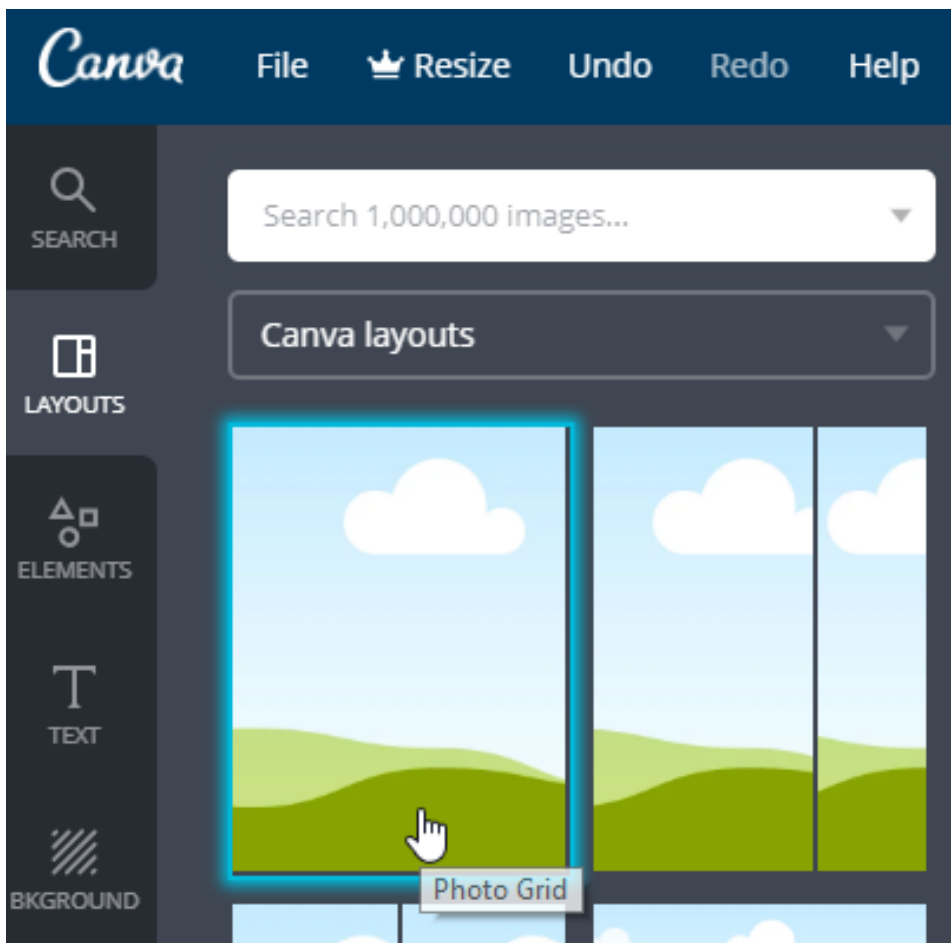 Canva File Resize Undo Redo Help
SEARCH
Search 1,000,000 images...
Canva layouts
LAYOUTS
ELEMENTS
TEXT
BKGROUND
Photo Grid